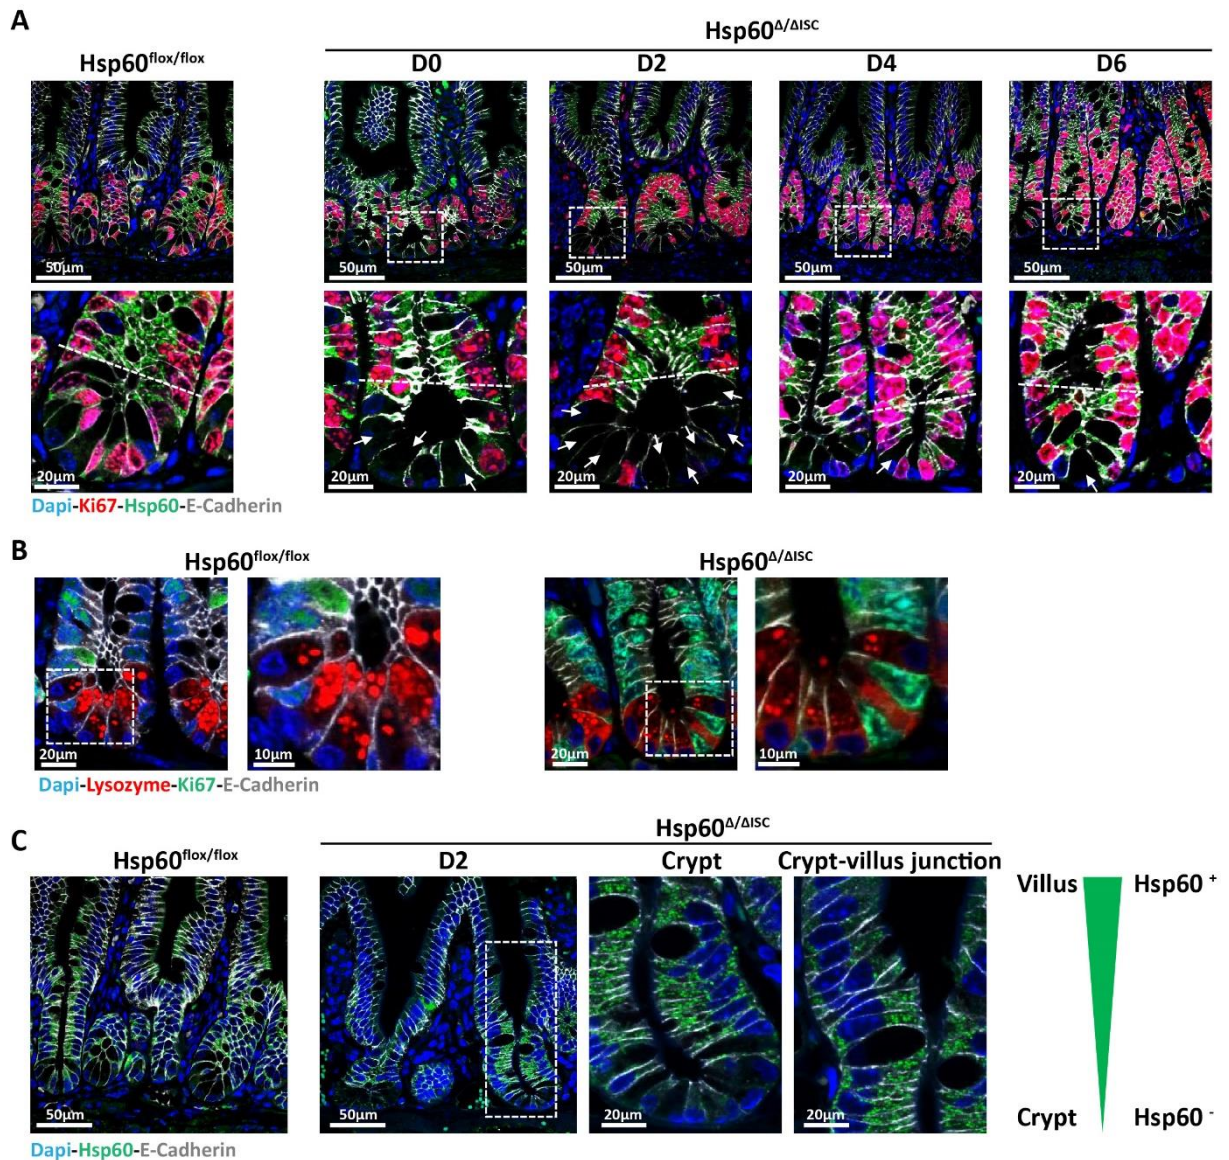 A
Hsp60Δ/ΔISC
Hsp60flox/flox
D0
D2
D4
D6
50µm
50µm
50µm
50µm
50µm
20µm
20µm
20µm
20µm
20µm
Dapi-Ki67-Hsp60-E-Cadherin
B
Hsp60flox/flox
Hsp60Δ/ΔISC
20µm
10µm
20µm
10µm
Dapi-Lysozyme-Ki67-E-Cadherin
C
Hsp60Δ/ΔISC
Hsp60flox/flox
D2
Crypt
Crypt-villus junction
Villus
Hsp60 +
50µm
50µm
20µm
20µm
Crypt
Hsp60 -
Dapi-Hsp60-E-Cadherin